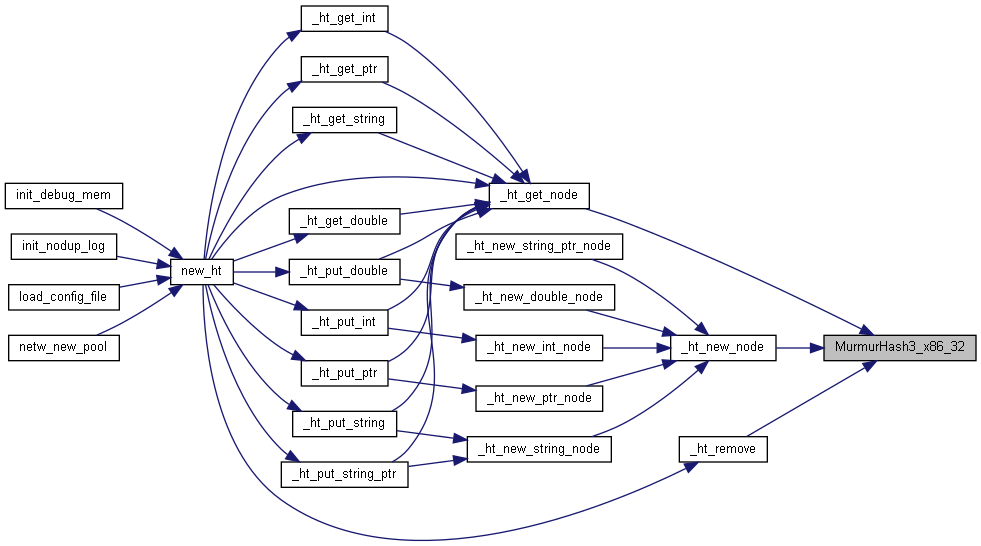 _ht_get_int
_ht_get_ptr
_ht_get_string
init_debug_mem
_ht_get_node
_ht_get_double
init_nodup_log
_ht_new_string_ptr_node
new_ht
_ht_put_double
load_config_file
_ht_new_double_node
_ht_put_int
netw_new_pool
_ht_new_int_node
_ht_new_node
MurmurHash3_x86_32
_ht_put_ptr
_ht_new_ptr_node
_ht_put_string
_ht_new_string_node
_ht_remove
_ht_put_string_ptr